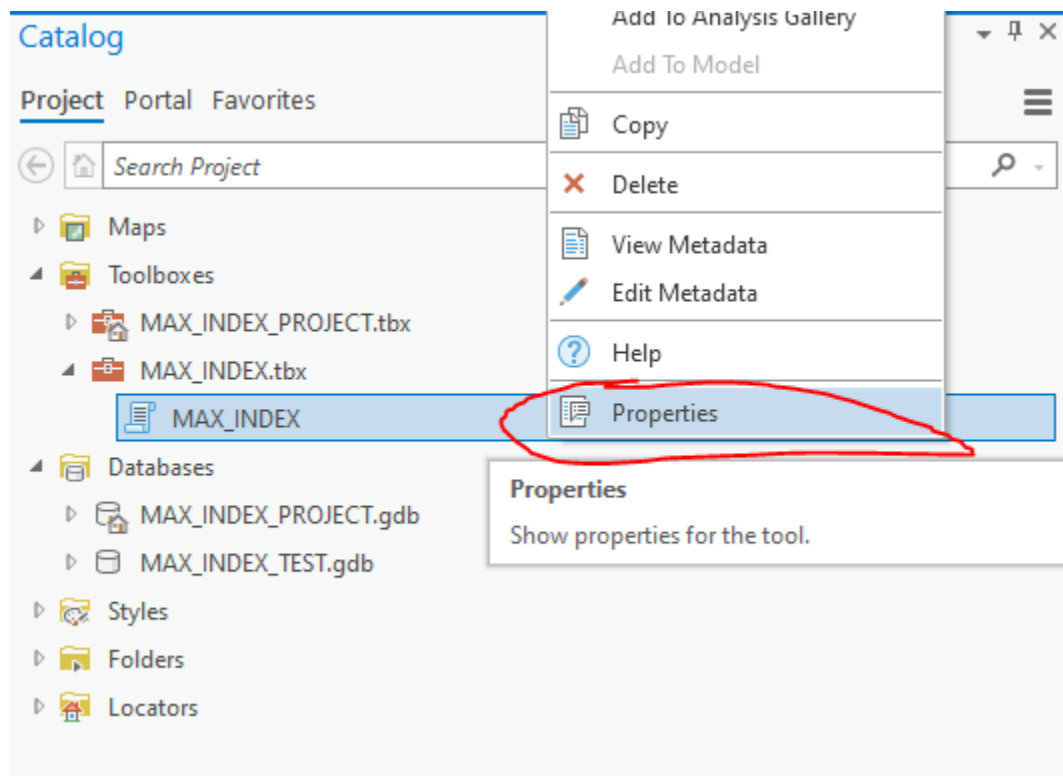 Add To Analysis Gallery
Catalog
Add To Model
Project Portal Favorites
Copy
Search Project
Delete
Maps
View Metadata
Toolboxes
Edit Metadata
MAX_INDEX_PROJECT.tbx
Help
MAX_INDEX.tbx
MAX_INDEX
Properties
Databases
Properties
MAX_INDEX_PROJECT.gdb
Show properties for the tool.
MAX_INDEX_TEST.gdb
Styles
Folders
Locators